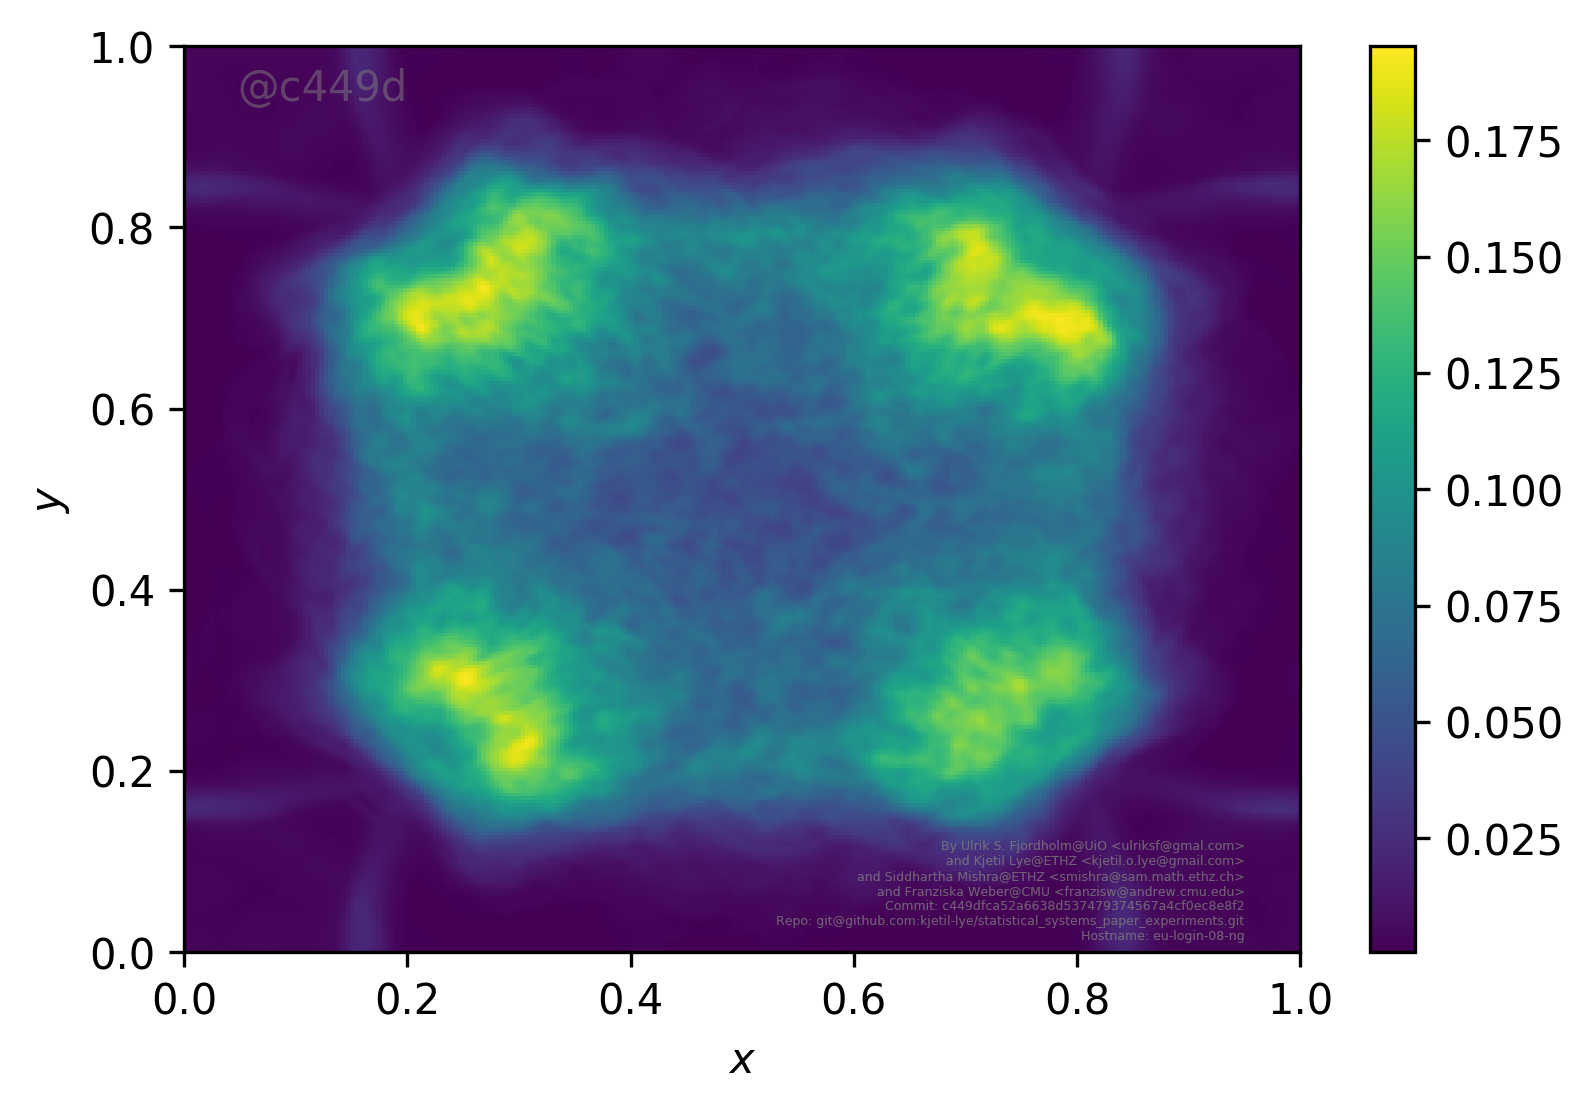 1.0
0.8
0.6
0.4
0.2
0.0
y
@c449d
By Ulrik S. Fjordholm@UiO <ulriksf@gmal.com>
and Kjetil Lye@ETHZ <kjetil.o.lye@gmail.com>
and Siddhartha Mishra@ETHZ <smishra@sam.math.ethz.ch>
and Franziska Weber@CMU <franzisw@andrew.cmu.edu>
Commit: c449dfca52a6638d537479374567a4cf0ec8e8f2
Repo: git@github.com:kjetil-lye/statistical_systems_paper_experiments.git
Hostname: eu-login-08-ng
0.0 0.2 0.4 0.6 0.8 1.0
x
0.175
0.150
0.125
0.100
0.075
0.050
0.025